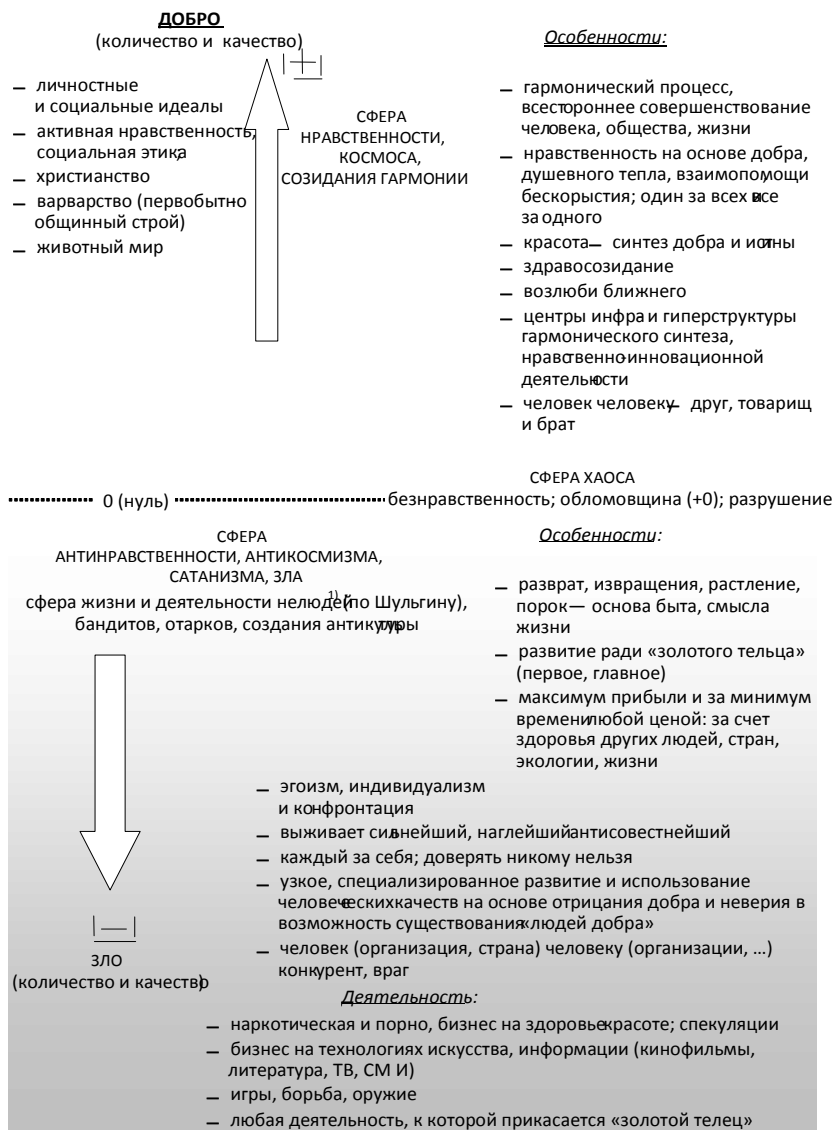 ДОБРО
(количество и качество)
|+|
— личностные
и социальные идеалы
— активная нравственность,
социальная этика;
— христианство
— варварство (первобытно-
общинный строй)
— животный мир
СФЕРА
НРАВСТВЕННОСТИ,
КОСМОСА,
СОЗИДАНИЯ ГАРМОНИИ
Особенности:
— гармонический процесс,
всестороннее совершенствование
человека, общества, жизни
— нравственность на основе добра,
душевного тепла, взаимопомощи,
бескорыстия; один за всех и все
за одного
— красота — синтез добра и истины
— здравосозидание
— возлюби ближнего
— центры инфра- и гиперструктуры
гармонического синтеза,
нравственно-инновационной
деятельности
— человек человеку — друг, товарищ
и брат
СФЕРА ХАОСА
0 (нуль) безнравственность; обломовщина (+0); разрушение
СФЕРА
АНТИНРАВСТВЕННОСТИ, АНТИКОСМИЗМА,
САТАНИЗМА, ЗЛА
сфера жизни и деятельности нелюдей 1) (по Шульгину),
бандитов, отарков, создания антикультуры
Особенности:
— разврат, извращения, растление,
порок — основа быта, смысла
жизни
— развитие ради «золотого тельца»
(первое, главное)
— максимум прибыли и за минимум
времени любой ценой: за счет
здоровья других людей, стран,
экологии, жизни
— эгоизм, индивидуализм
и конфронтация
— выживает сильнейший, наглейший, антисовестнейший
— каждый за себя; доверять никому нельзя
— узкое, специализированное развитие и использование
человеческих качеств на основе отрицания добра и неверия в
возможность существования «людей добра»
— человек (организация, страна) человеку (организации, ...)
конкурент, враг
|—|
ЗЛО
(количество и качество)
Деятельность:
— наркотическая и порно, бизнес на здоровье, красоте; спекуляции
— бизнес на технологиях искусства, информации (кинофильмы,
литература, ТВ, СМ И)
— игры, борьба, оружие
— любая деятельность, к которой прикасается «золотой телец»